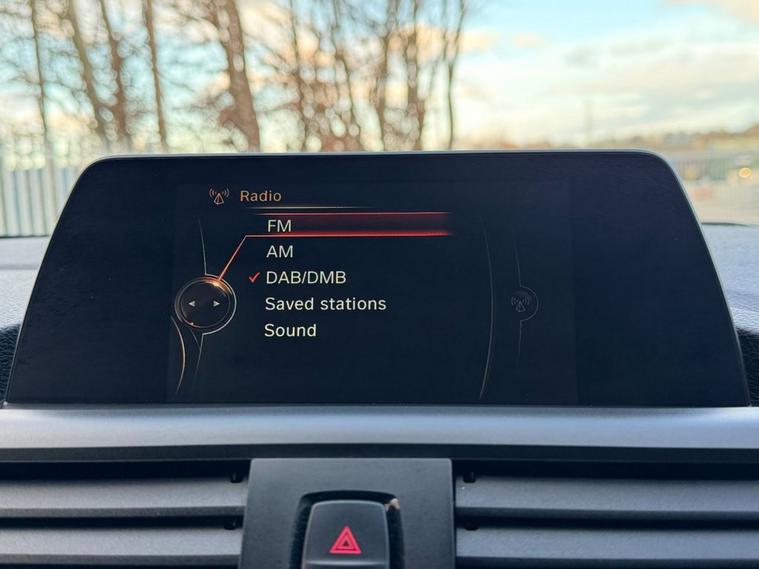 Radio
FM
AM
DAB/DMB
Saved stations
Sound